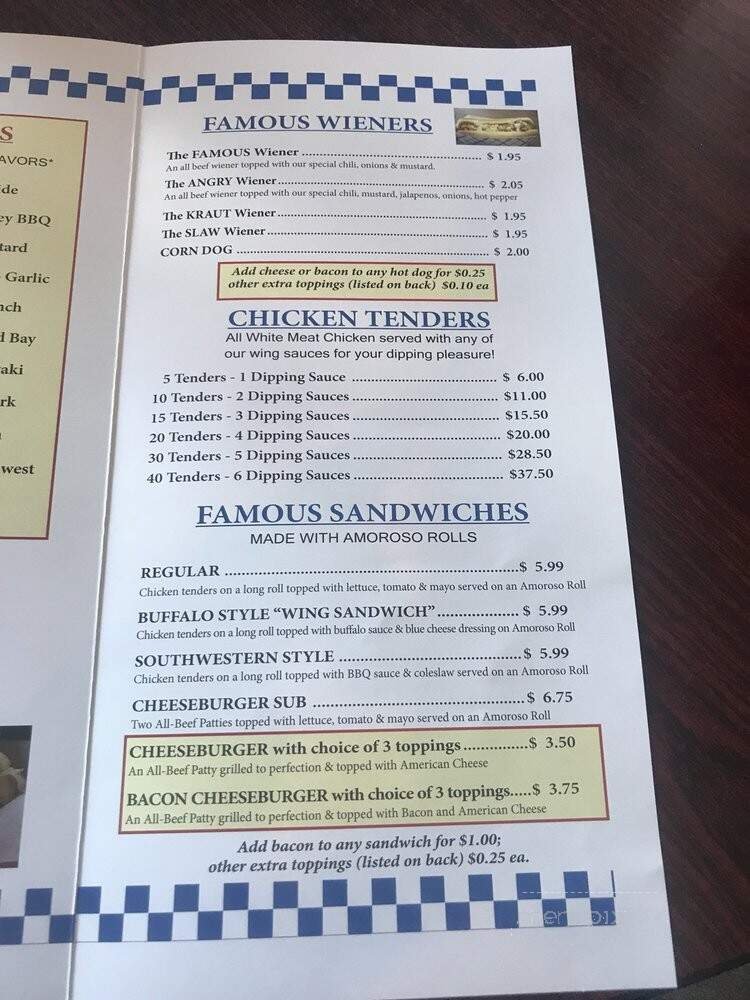 S
AVORS*
ide
ey BBQ
tard
Garlic
nch
d Bay
aki
rk
west
FAMOUS WIENERS
The FAMOUS Wiener ........ $ 1.95
An all beef wiener topped with our special chili, onions & mustard.
The ANGRY Wiener........ $ 2.05
An all beef wiener topped with our special chili, mustard, jalapenos, onions, hot pepper
The KRAUT Wiener........ $ 1.95
The SLAW Wiener........ $ 1.95
CORN DOG ........ $ 2.00
Add cheese or bacon to any hot dog for $0.25
other extra toppings (listed on back) $0.10 ea
CHICKEN TENDERS
All White Meat Chicken served with any of
our wing sauces for your dipping pleasure!
5 Tenders - 1 Dipping Sauce ........ $ 6.00
10 Tenders - 2 Dipping Sauces ........ $11.00
15 Tenders - 3 Dipping Sauces ........ $15.50
20 Tenders - 4 Dipping Sauces ........ $20.00
30 Tenders - 5 Dipping Sauces ........ $28.50
40 Tenders - 6 Dipping Sauces ........ $37.50
FAMOUS SANDWICHES
MADE WITH AMOROSO ROLLS
REGULAR ........$ 5.99
Chicken tenders on a long roll topped with lettuce, tomato & mayo served on an Amoroso Roll
BUFFALO STYLE “WING SANDWICH”........ $ 5.99
Chicken tenders on a long roll topped with buffalo sauce & blue cheese dressing on Amoroso Roll
SOUTHWESTERN STYLE ........$ 5.99
Chicken tenders on a long roll topped with BBQ sauce & coleslaw served on an Amoroso Roll
CHEESEBURGER SUB ........$ 6.75
Two All-Beef Patties topped with lettuce, tomato & mayo served on an Amoroso Roll
CHEESEBURGER with choice of 3 toppings........$ 3.50
An All-Beef Patty grilled to perfection & topped with American Cheese
BACON CHEESEBURGER with choice of 3 toppings.....$ 3.75
An All-Beef Patty grilled to perfection & topped with Bacon and American Cheese
Add bacon to any sandwich for $1.00;
other extra toppings (listed on back) $0.25 ea.